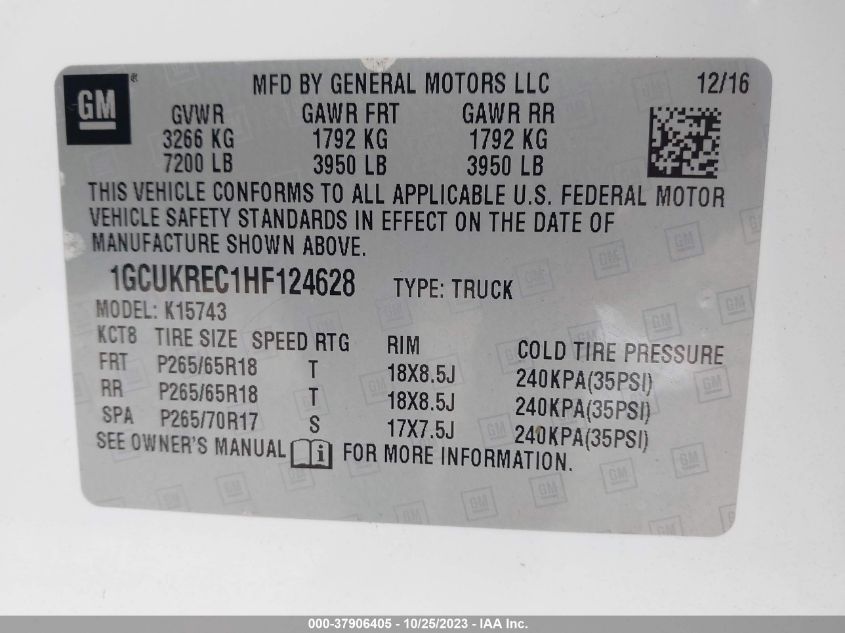 GM® MFD BY GENERAL MOTORS LLC 12/16
GVWR GAWR FRT GAWR RR
3266 KG 1792 KG 1792 KG
7200 LB 3950 LB 3950 LB
THIS VEHICLE CONFORMS TO ALL APPLICABLE U.S. FEDERAL MOTOR
VEHICLE SAFETY STANDARDS IN EFFECT ON THE DATE OF
MANUFACTURE SHOWN ABOVE.
1GCUKREC1HF124628 TYPE: TRUCK
MODEL: K15743
KCT8 TIRE SIZE SPEED RTG RIM COLD TIRE PRESSURE
FRT P265/65R18 T 18X8.5J 240KPA(35PSI)
RR P265/65R18 T 18X8.5J 240KPA(35PSI)
SPA P265/70R17 S 17X7.5J 240KPA(35PSI)
SEE OWNER'S MANUAL i FOR MORE INFORMATION.
000-37906405 - 10/25/2023 - IAA Inc.